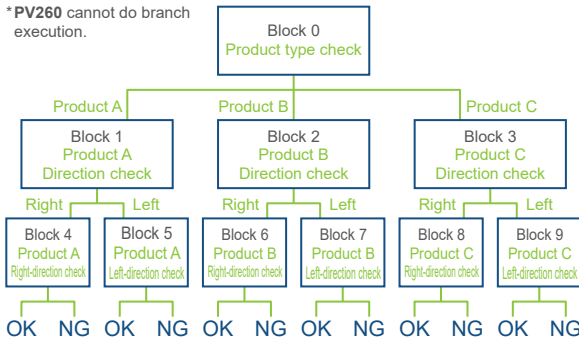 *PV260 cannot do branch
execution.
Block 0
Product type check
Product A
Product B
Product C
Block 1
Product A
Direction check
Block 2
Product B
Direction check
Block 3
Product C
Direction check
Right
Left
Right
Left
Right
Left
Block 4
Product A
Right-direction check
Block 5
Product A
Left-direction check
Block 6
Product B
Right-direction check
Block 7
Product B
Left-direction check
Block 8
Product C
Right-direction check
Block 9
Product C
Left-direction check
OK NG OK NG OK NG OK NG OK NG OK NG